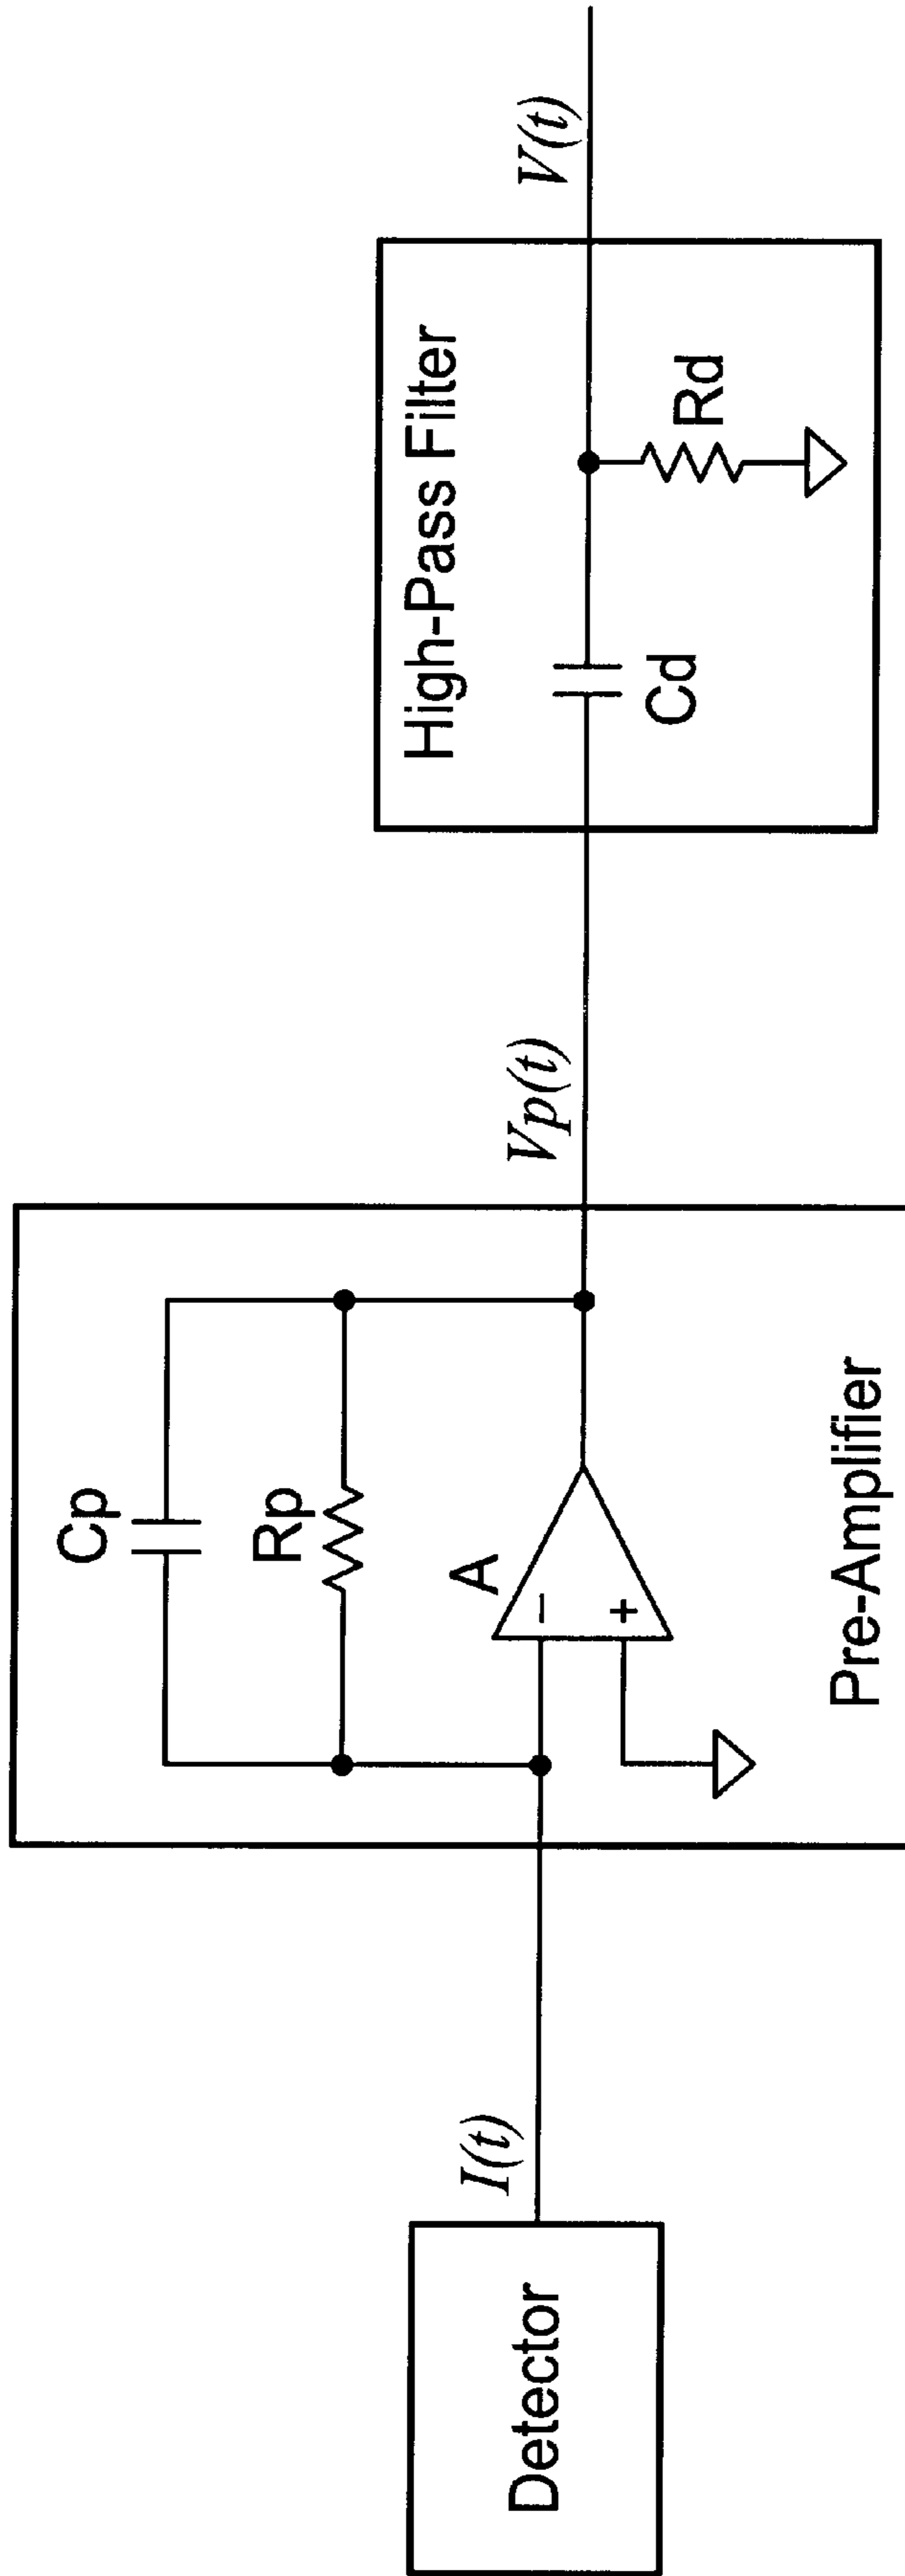 Detector
I(t)
Cp
Rp
A
−
+
Pre-Amplifier
Vp(t)
High-Pass Filter
Cd
Rd
V(t)